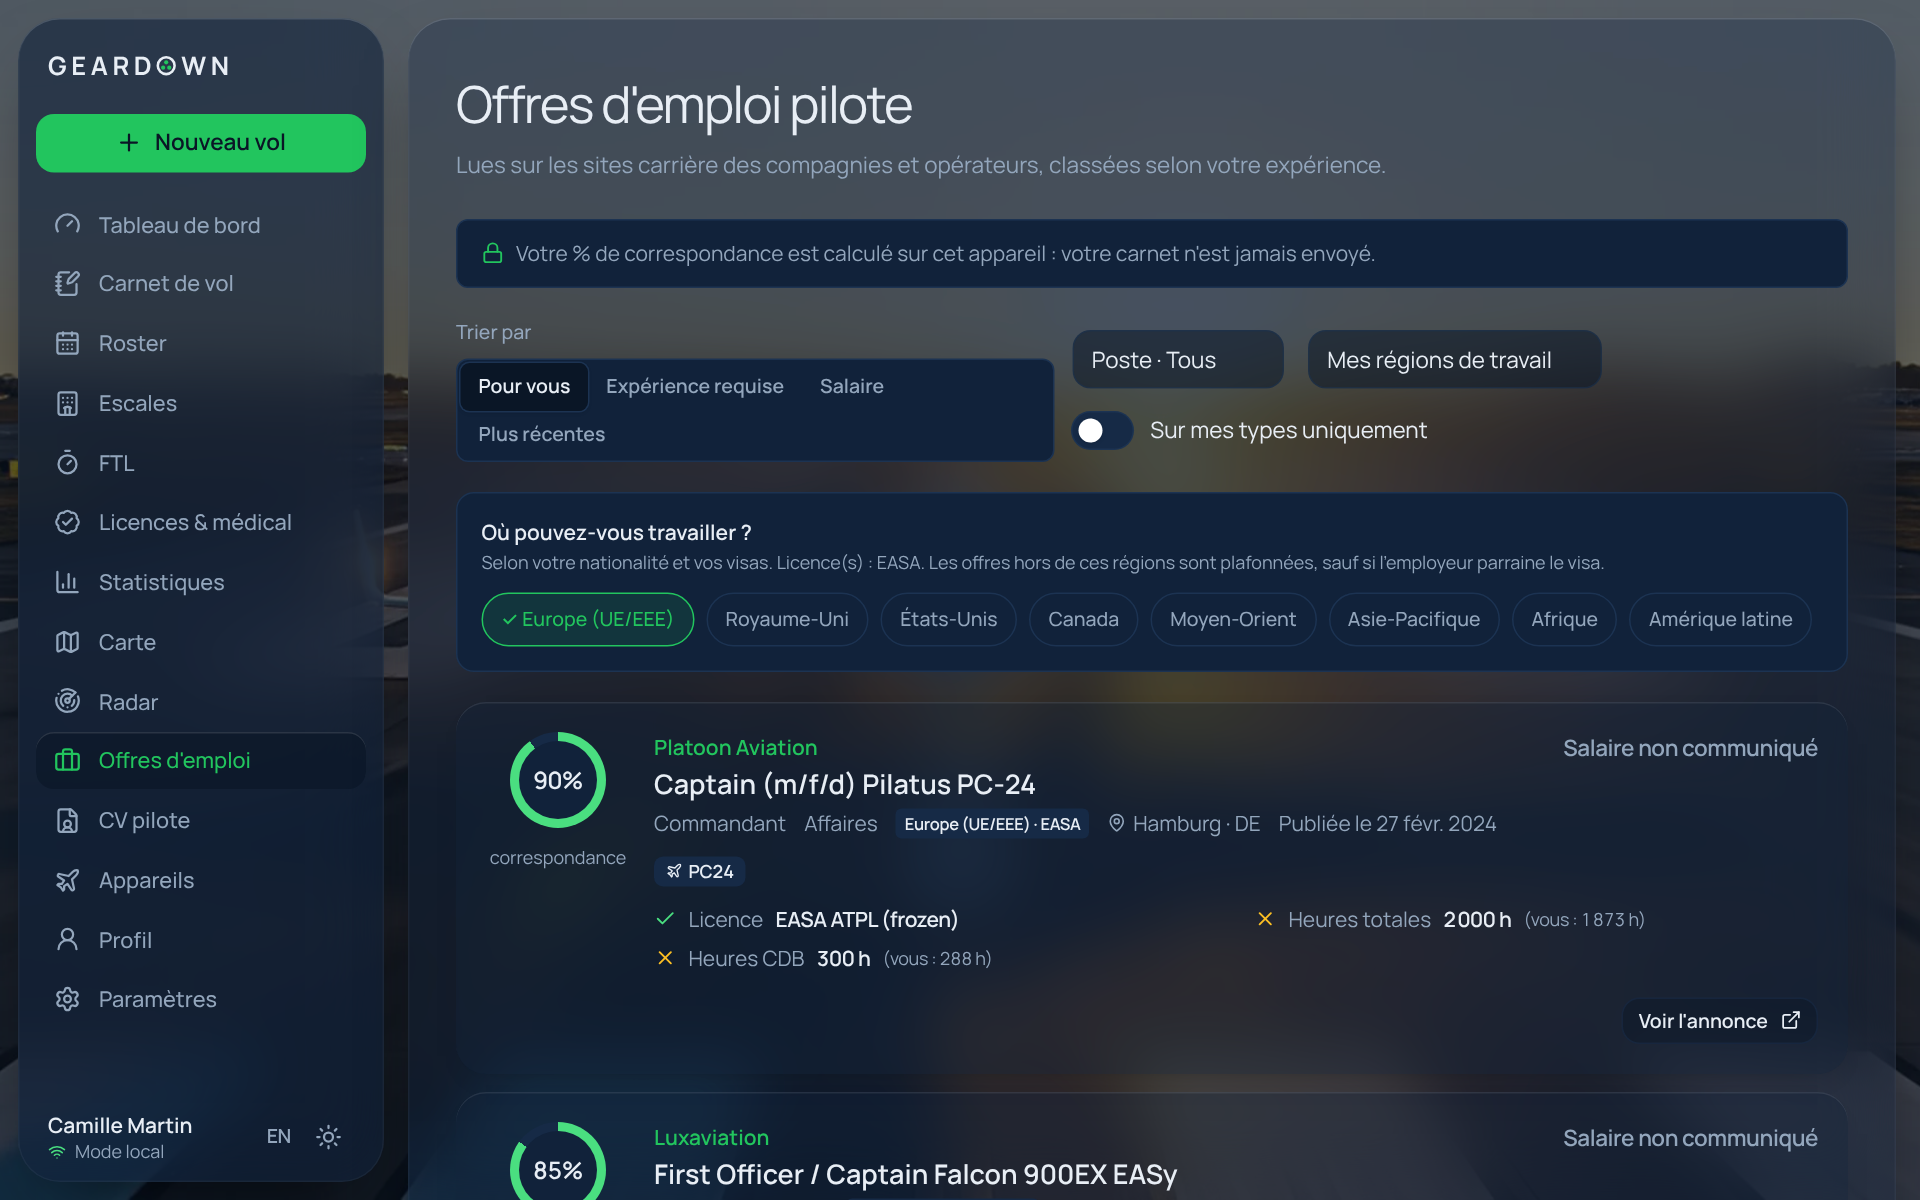 GEARDOWN
Nouveau vol
Tableau de bord
Carnet de vol
Roster
Escales
FTL
Licences & médical
Statistiques
Carte
Radar
Offres d'emploi
CV pilote
Appareils
Profil
Paramètres
Camille Martin
Mode local
EN
Offres d'emploi pilote
Lues sur les sites carrière des compagnies et opérateurs, classées selon votre expérience.
Votre % de correspondance est calculé sur cet appareil : votre carnet n'est jamais envoyé.
Trier par
Pour vous Expérience requise Salaire
Plus récentes
Poste · Tous Mes régions de travail
Sur mes types uniquement
Où pouvez-vous travailler ?
Selon votre nationalité et vos visas. Licence(s) : EASA. Les offres hors de ces régions sont plafonnées, sauf si l'employeur parraine le visa.
Europe (UE/EEE) Royaume-Uni États-Unis Canada Moyen-Orient Asie-Pacifique Afrique Amérique latine
90%
correspondance
Platoon Aviation
Salaire non communiqué
Captain (m/f/d) Pilatus PC-24
Commandant Affaires Europe (UE/EEE) · EASA Hamburg · DE Publiée le 27 févr. 2024
PC24
Licence EASA ATPL (frozen)
Heures totales 2 000 h (vous : 1 873 h)
Heures CDB 300 h (vous : 288 h)
Voir l'annonce
85%
Luxaviation
Salaire non communiqué
First Officer / Captain Falcon 900EX EASy